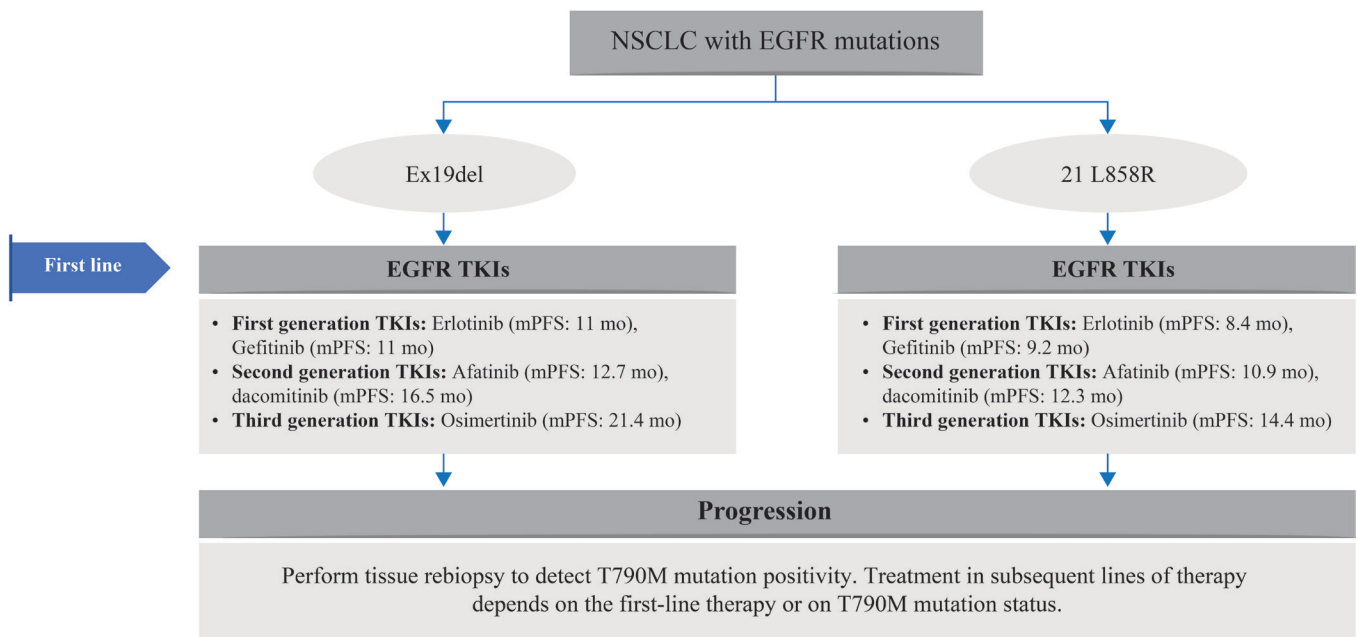 NSCLC with EGFR mutations
Ex19del
21 L858R
First line
EGFR TKIs
• First generation TKIs: Erlotinib (mPFS: 11 mo),
Gefitinib (mPFS: 11 mo)
• Second generation TKIs: Afatinib (mPFS: 12.7 mo),
dacomitinib (mPFS: 16.5 mo)
• Third generation TKIs: Osimertinib (mPFS: 21.4 mo)
EGFR TKIs
• First generation TKIs: Erlotinib (mPFS: 8.4 mo),
Gefitinib (mPFS: 9.2 mo)
• Second generation TKIs: Afatinib (mPFS: 10.9 mo),
dacomitinib (mPFS: 12.3 mo)
• Third generation TKIs: Osimertinib (mPFS: 14.4 mo)
Progression
Perform tissue rebiopsy to detect T790M mutation positivity. Treatment in subsequent lines of therapy
depends on the first-line therapy or on T790M mutation status.